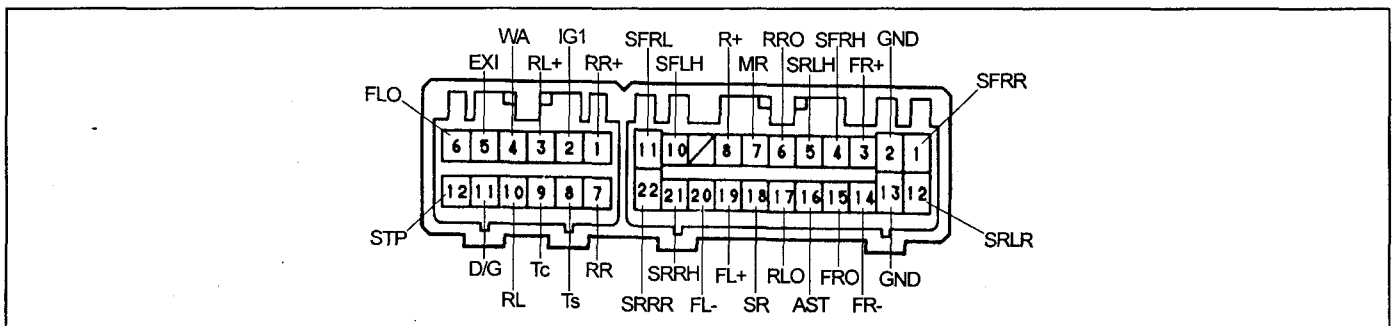 WA IG1 SFRL R+ RRO SFRH GND
EXI RL+ RR+ SFLH MR SRLH FR+
FLO SFRR
6 5 4 3 2 1 11 10 8 7 6 5 4 3 2 1
12 11 10 9 8 7 22 21 20 19 18 17 16 15 14 13 12
STP SRLR
D/G Tc RR SRRH FL+ RLO FRO GND
RL Ts SRRR FL- SR AST FR-